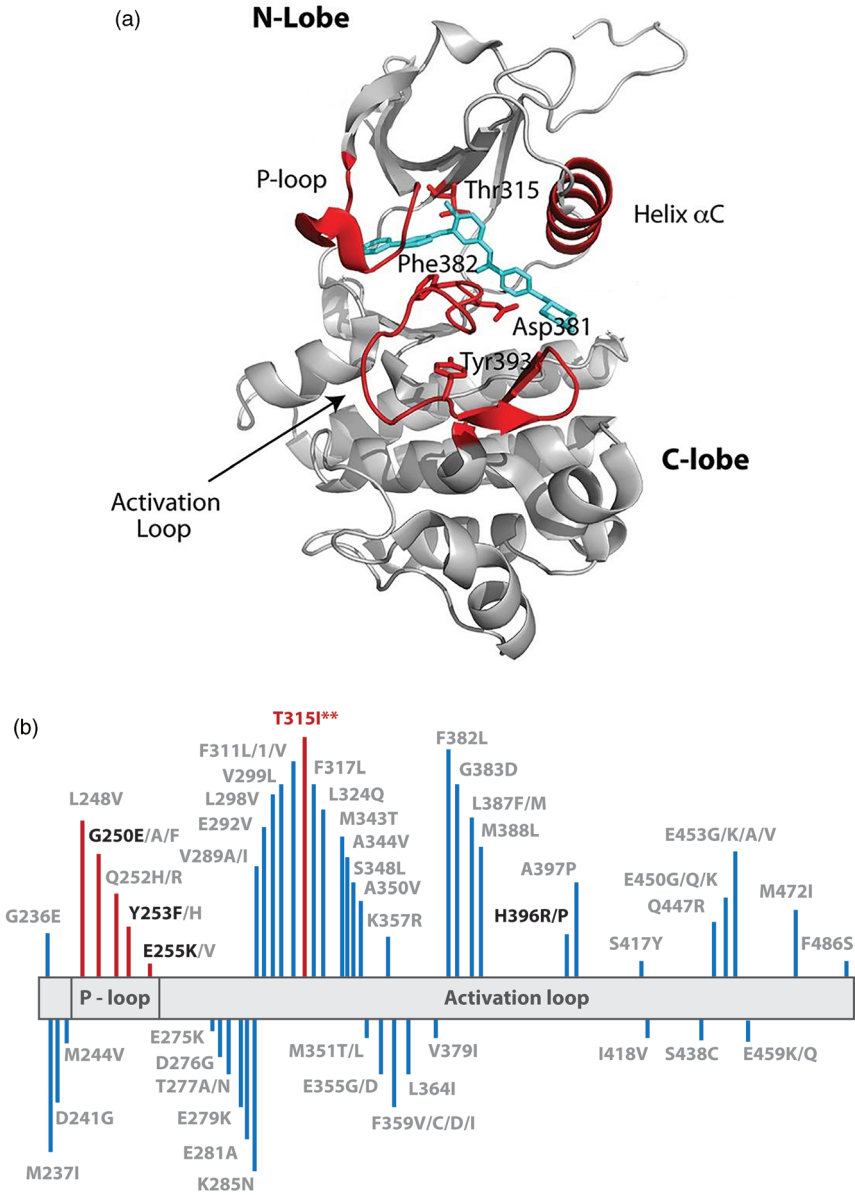 (a)
N-Lobe
P-loop
Thr315
Helix αC
Phe382
Asp381
Tyr393
C-lobe
Activation
Loop
(b)
T315I**
F311L/1/V
F317L
V299L
L324Q
L298V
M343T
E292V
A344V
V289A/I
S348L
A350V
K357R
L248V
G250E/A/F
Q252H/R
Y253F/H
E255K/V
G236E
F382L
G383D
L387F/M
M388L
A397P
H396R/P
E453G/K/A/V
E450G/Q/K
Q447R
M472I
S417Y
F486S
P - loop
Activation loop
M244V
D241G
M237I
E275K
D276G
T277A/N
E279K
E281A
K285N
M351T/L
V379I
E355G/D
L364I
F359V/C/D/I
I418V
S438C
E459K/Q